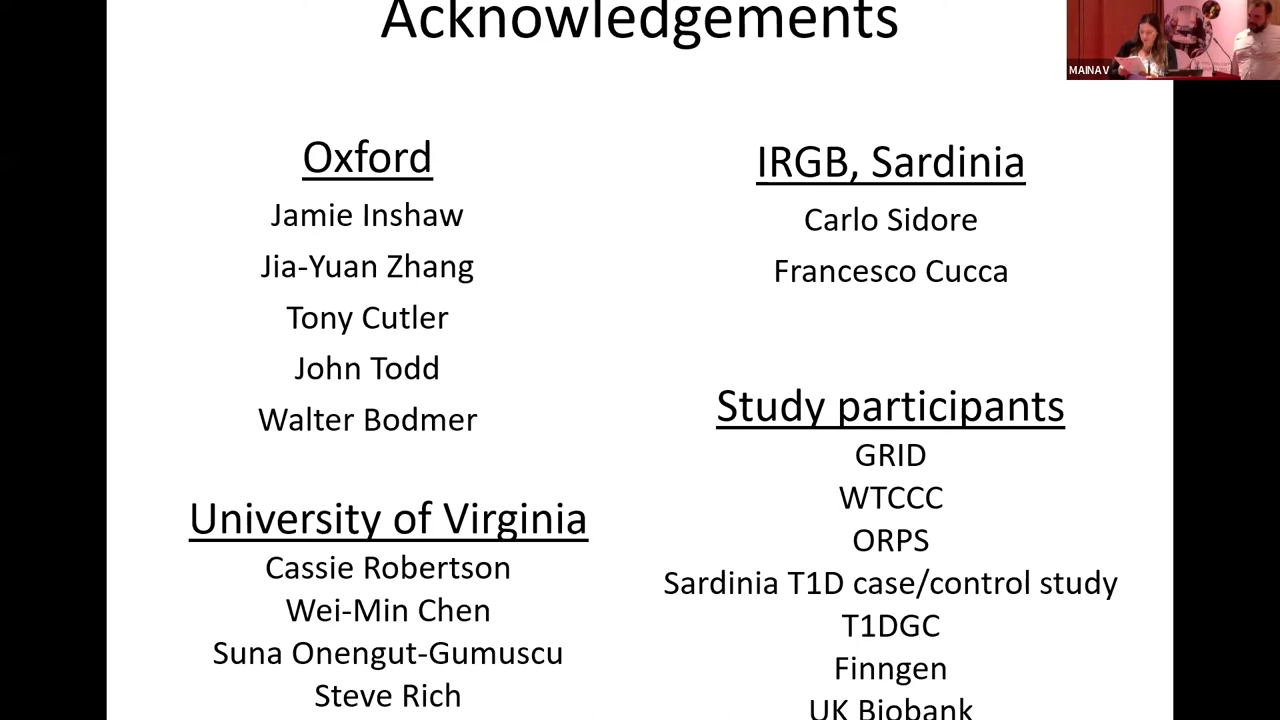 Acknowledgements
MAINA V
Oxford
Jamie Inshaw
Jia-Yuan Zhang
Tony Cutler
John Todd
Walter Bodmer
University of Virginia
Cassie Robertson
Wei-Min Chen
Suna Onengut-Gumuscu
Steve Rich
IRGB, Sardinia
Carlo Sidore
Francesco Cucca
Study participants
GRID
WTCCC
ORPS
Sardinia T1D case/control study
T1DGC
Finngen
UK Biobank